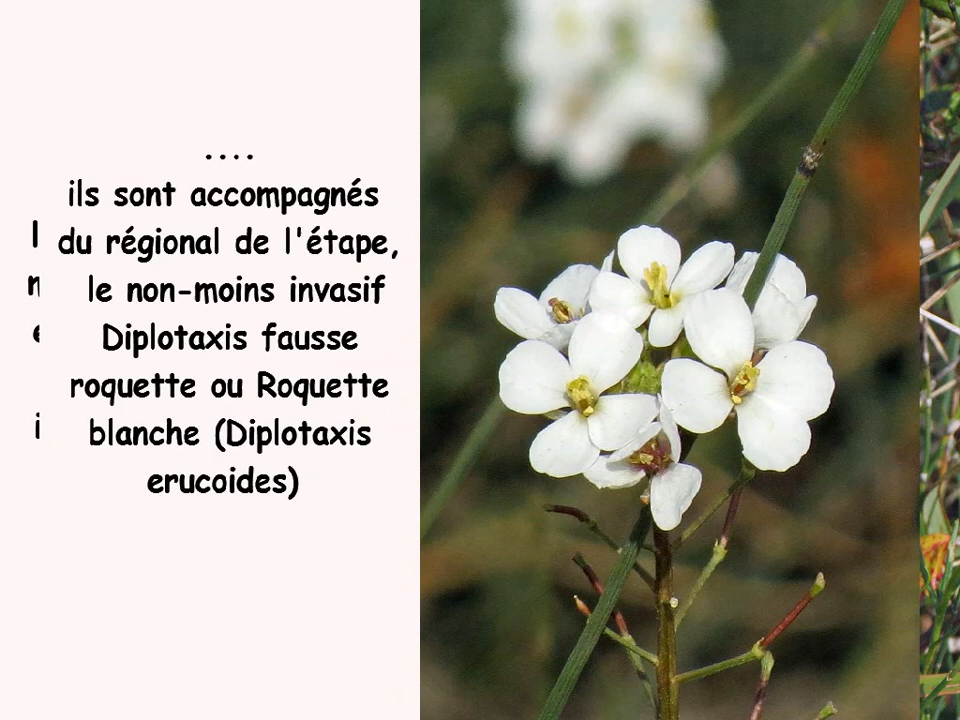 ....
ils sont accompagnés
du régional de l'étape,
le non-moins invasif
Diplotaxis fausse
roquette ou Roquette
blanche (Diplotaxis
erucoides)